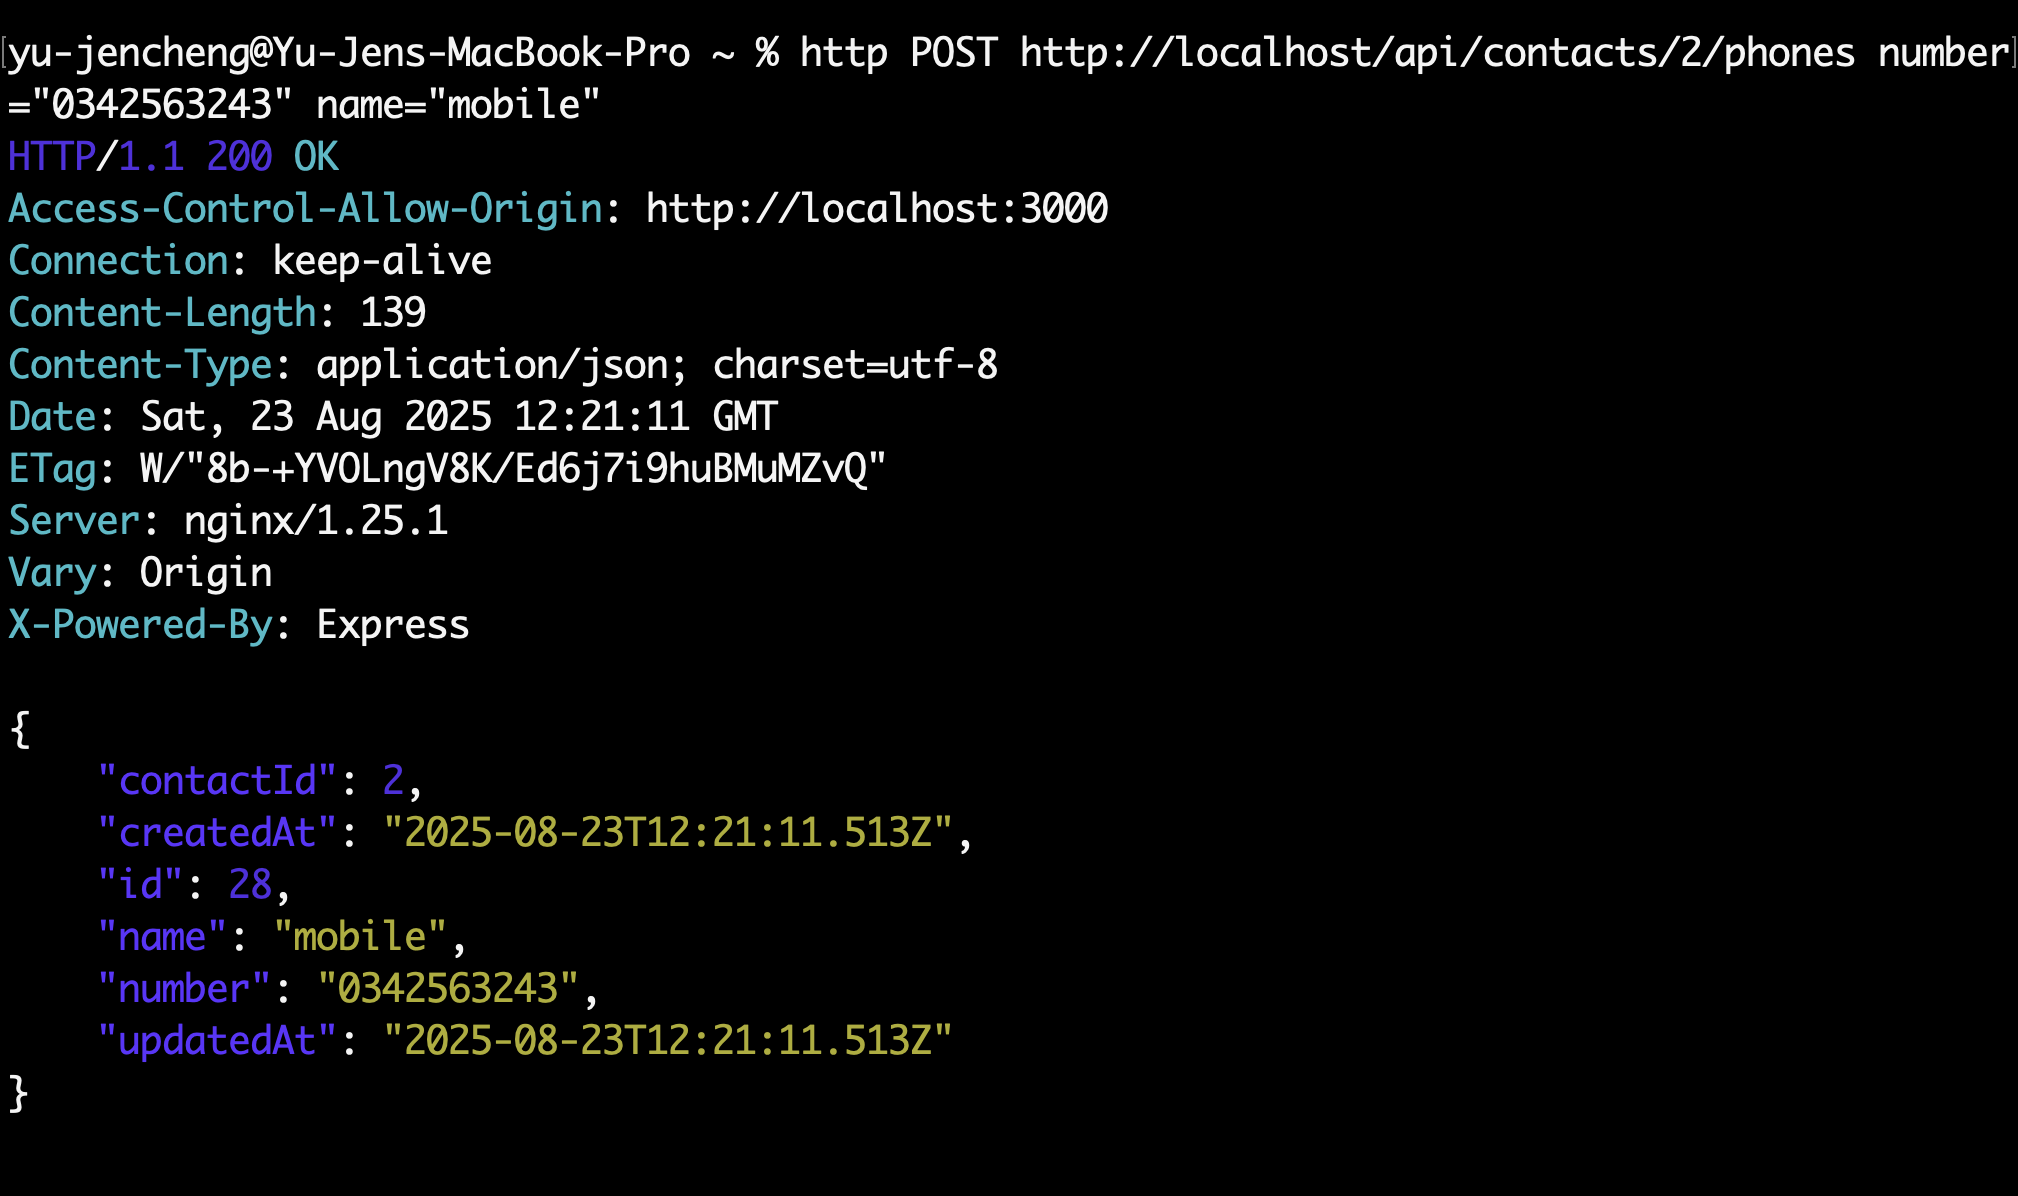 yu-jencheng@Yu-Jens-MacBook-Pro ~ % http POST http://localhost/api/contacts/2/phones number
="0342563243" name="mobile"
HTTP/1.1 200 OK
Access-Control-Allow-Origin: http://localhost:3000
Connection: keep-alive
Content-Length: 139
Content-Type: application/json; charset=utf-8
Date: Sat, 23 Aug 2025 12:21:11 GMT
ETag: W/"8b-+YVOLngV8K/Ed6j7i9huBMuMZvQ"
Server: nginx/1.25.1
Vary: Origin
X-Powered-By: Express

{
    "contactId": 2,
    "createdAt": "2025-08-23T12:21:11.513Z",
    "id": 28,
    "name": "mobile",
    "number": "0342563243",
    "updatedAt": "2025-08-23T12:21:11.513Z"
}